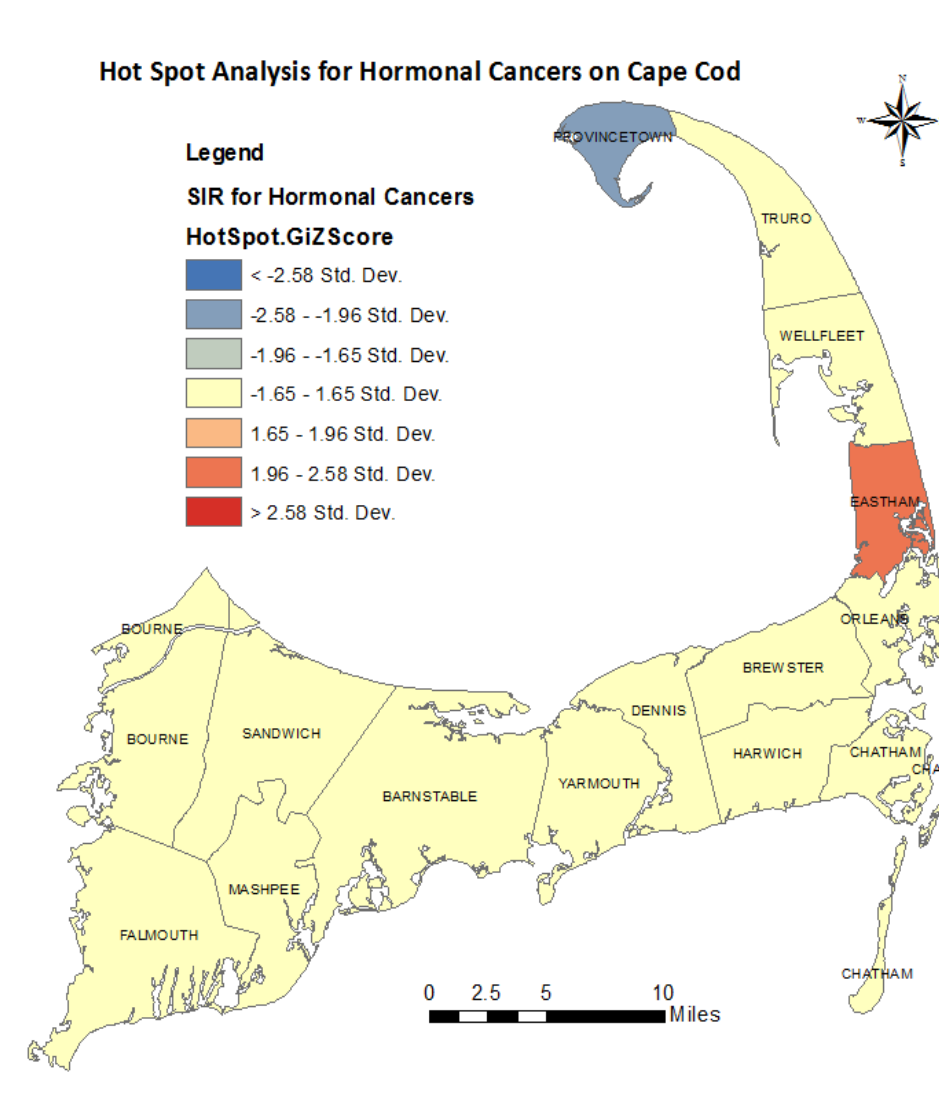 Hot Spot Analysis for Hormonal Cancers on Cape Cod
N
W
S
Legend
SIR for Hormonal Cancers
HotSpot.GiZScore
< -2.58 Std. Dev.
-2.58 - -1.96 Std. Dev.
-1.96 - -1.65 Std. Dev.
-1.65 - 1.65 Std. Dev.
1.65 - 1.96 Std. Dev.
1.96 - 2.58 Std. Dev.
> 2.58 Std. Dev.
PROVINCETOWN
TRURO
WELLFLEET
EASTHAM
ORLEANS
BOURNE
BREWSTER
DENNIS
SANDWICH
BOURNE
HARWICH
CHATHAM
CHA
YARMOUTH
BARNSTABLE
MASHPEE
FALMOUTH
CHATHAM
0 2.5 5 10
Miles